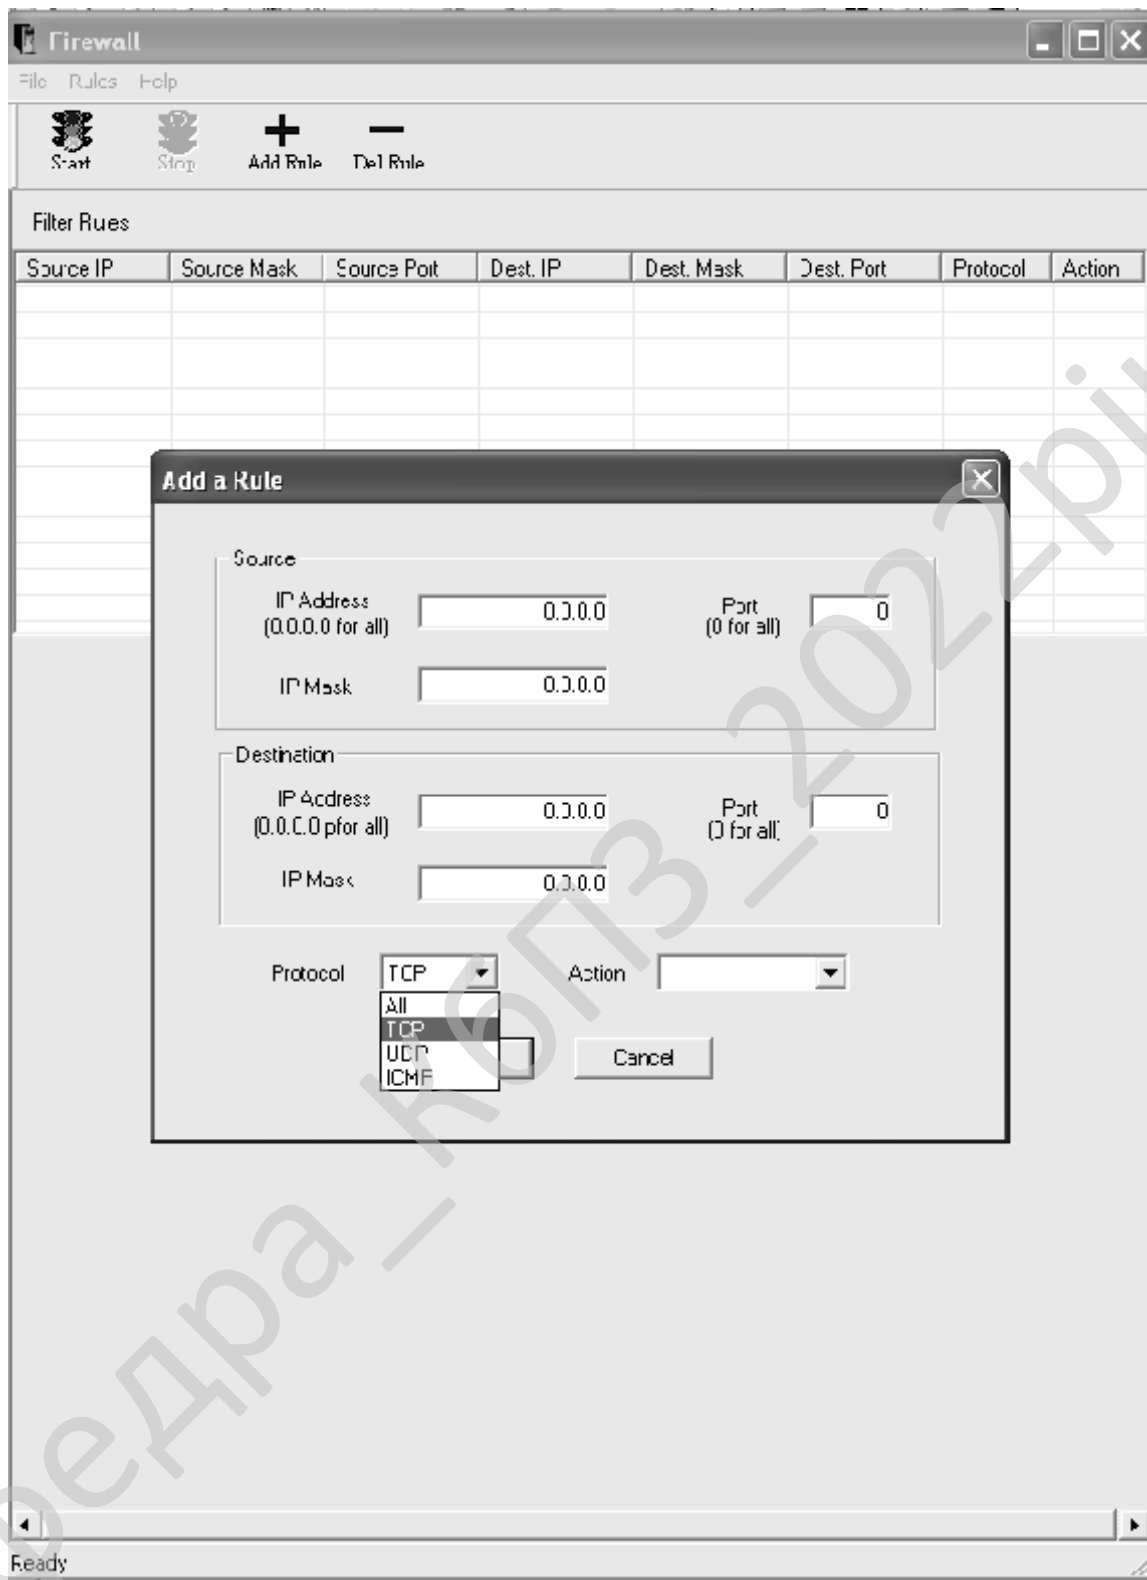 Firewall
File Rules Help
Start Stop Add Rule Del Rule
Filter Rules
Source IP Source Mask Source Port Dest. IP Dest. Mask Dest. Port Protocol Action
Add a Rule
Source
IP Address
(0.0.0.0 for all)
0.0.0.0
Port
(0 for all)
0
IP Mask
0.0.0.0
Destination
IP Address
(0.0.0.0 pfor all)
0.0.0.0
Port
(0 for all)
0
IP Mask
0.0.0.0
Protocol TCP Action
All
TCP
UDP
ICMP
Cancel
Ready
едра_КбПЗ_2022рі